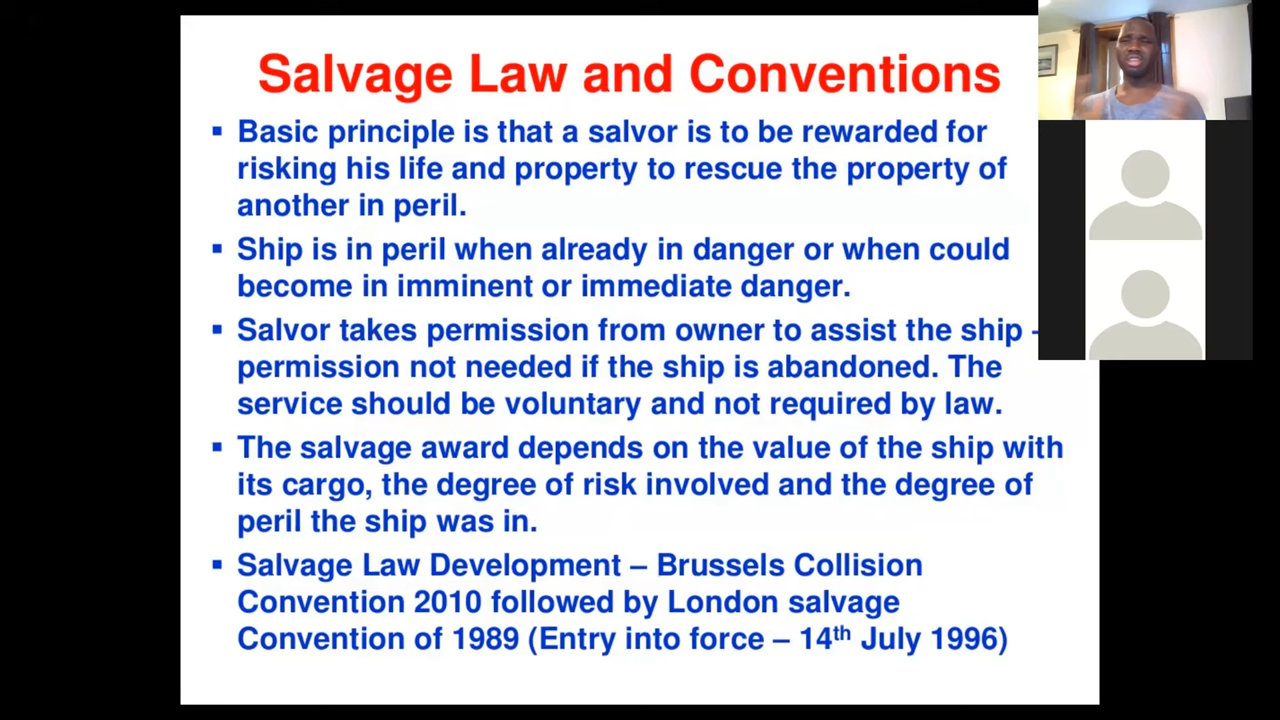 Salvage Law and Conventions
▪ Basic principle is that a salvor is to be rewarded for
risking his life and property to rescue the property of
another in peril.
▪ Ship is in peril when already in danger or when could
become in imminent or immediate danger.
▪ Salvor takes permission from owner to assist the ship -
permission not needed if the ship is abandoned. The
service should be voluntary and not required by law.
▪ The salvage award depends on the value of the ship with
its cargo, the degree of risk involved and the degree of
peril the ship was in.
▪ Salvage Law Development – Brussels Collision
Convention 2010 followed by London salvage
Convention of 1989 (Entry into force – 14th July 1996)